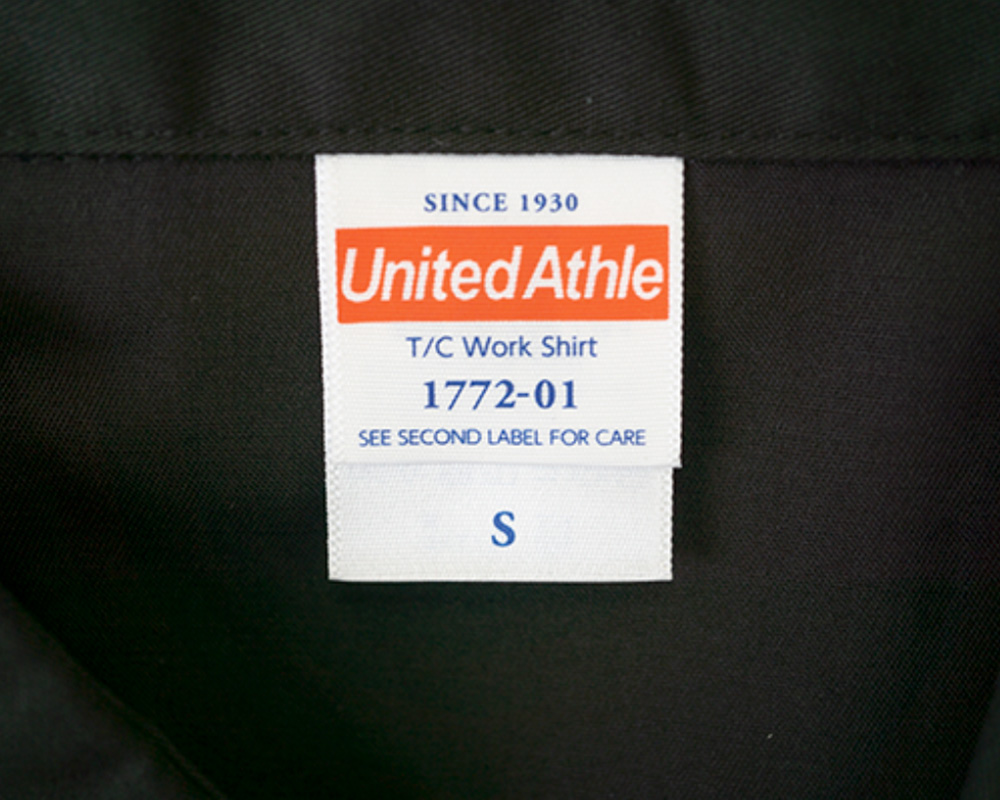 SINCE 1930
United Athle
T/C Work Shirt
1772-01
SEE SECOND LABEL FOR CARE
S